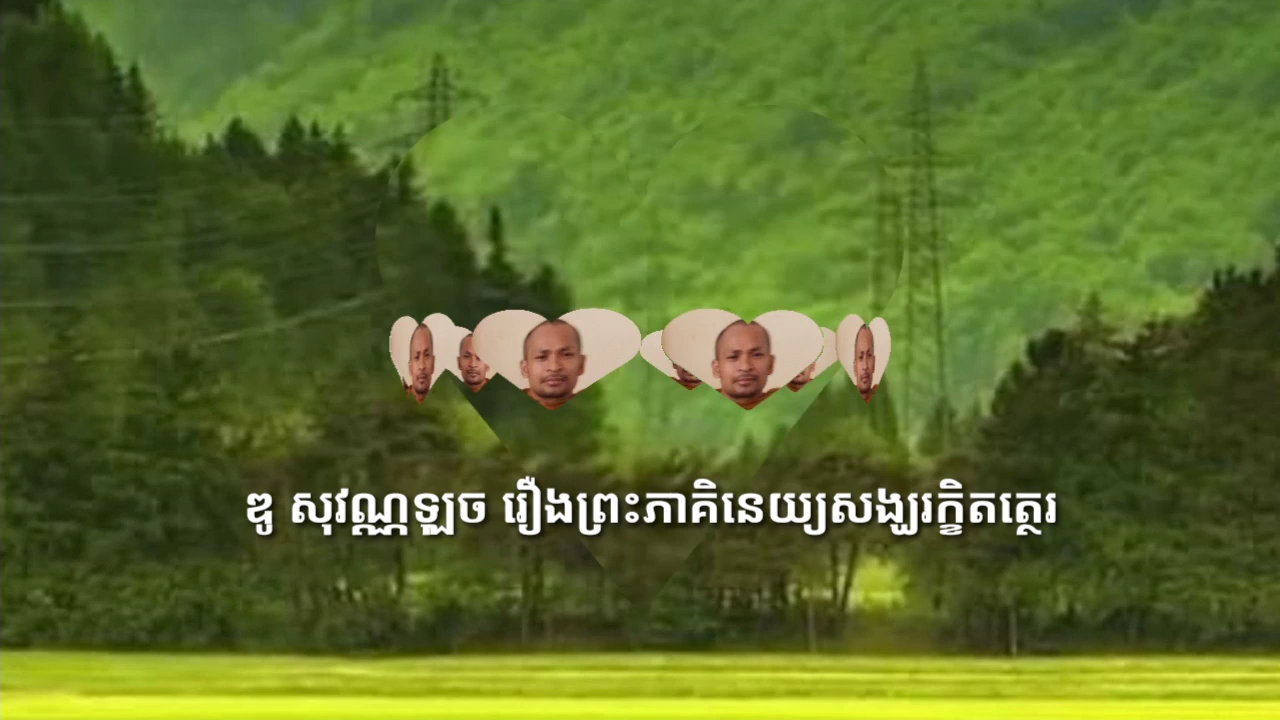 ឌូ សុវណ្ណឡូច រឿងព្រះភាគិនេយ្យសង្ឃរក្ខិតត្ថេរ